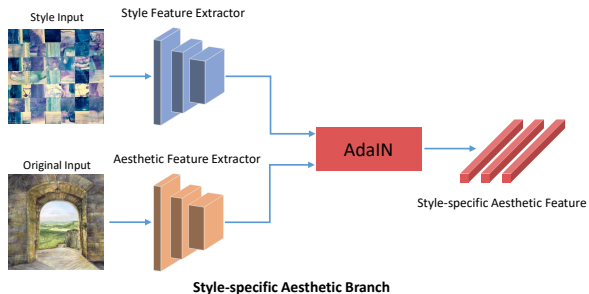 Style Input
Style Feature Extractor
Original Input
Aesthetic Feature Extractor
AdaIN
Style-specific Aesthetic Feature
Style-specific Aesthetic Branch